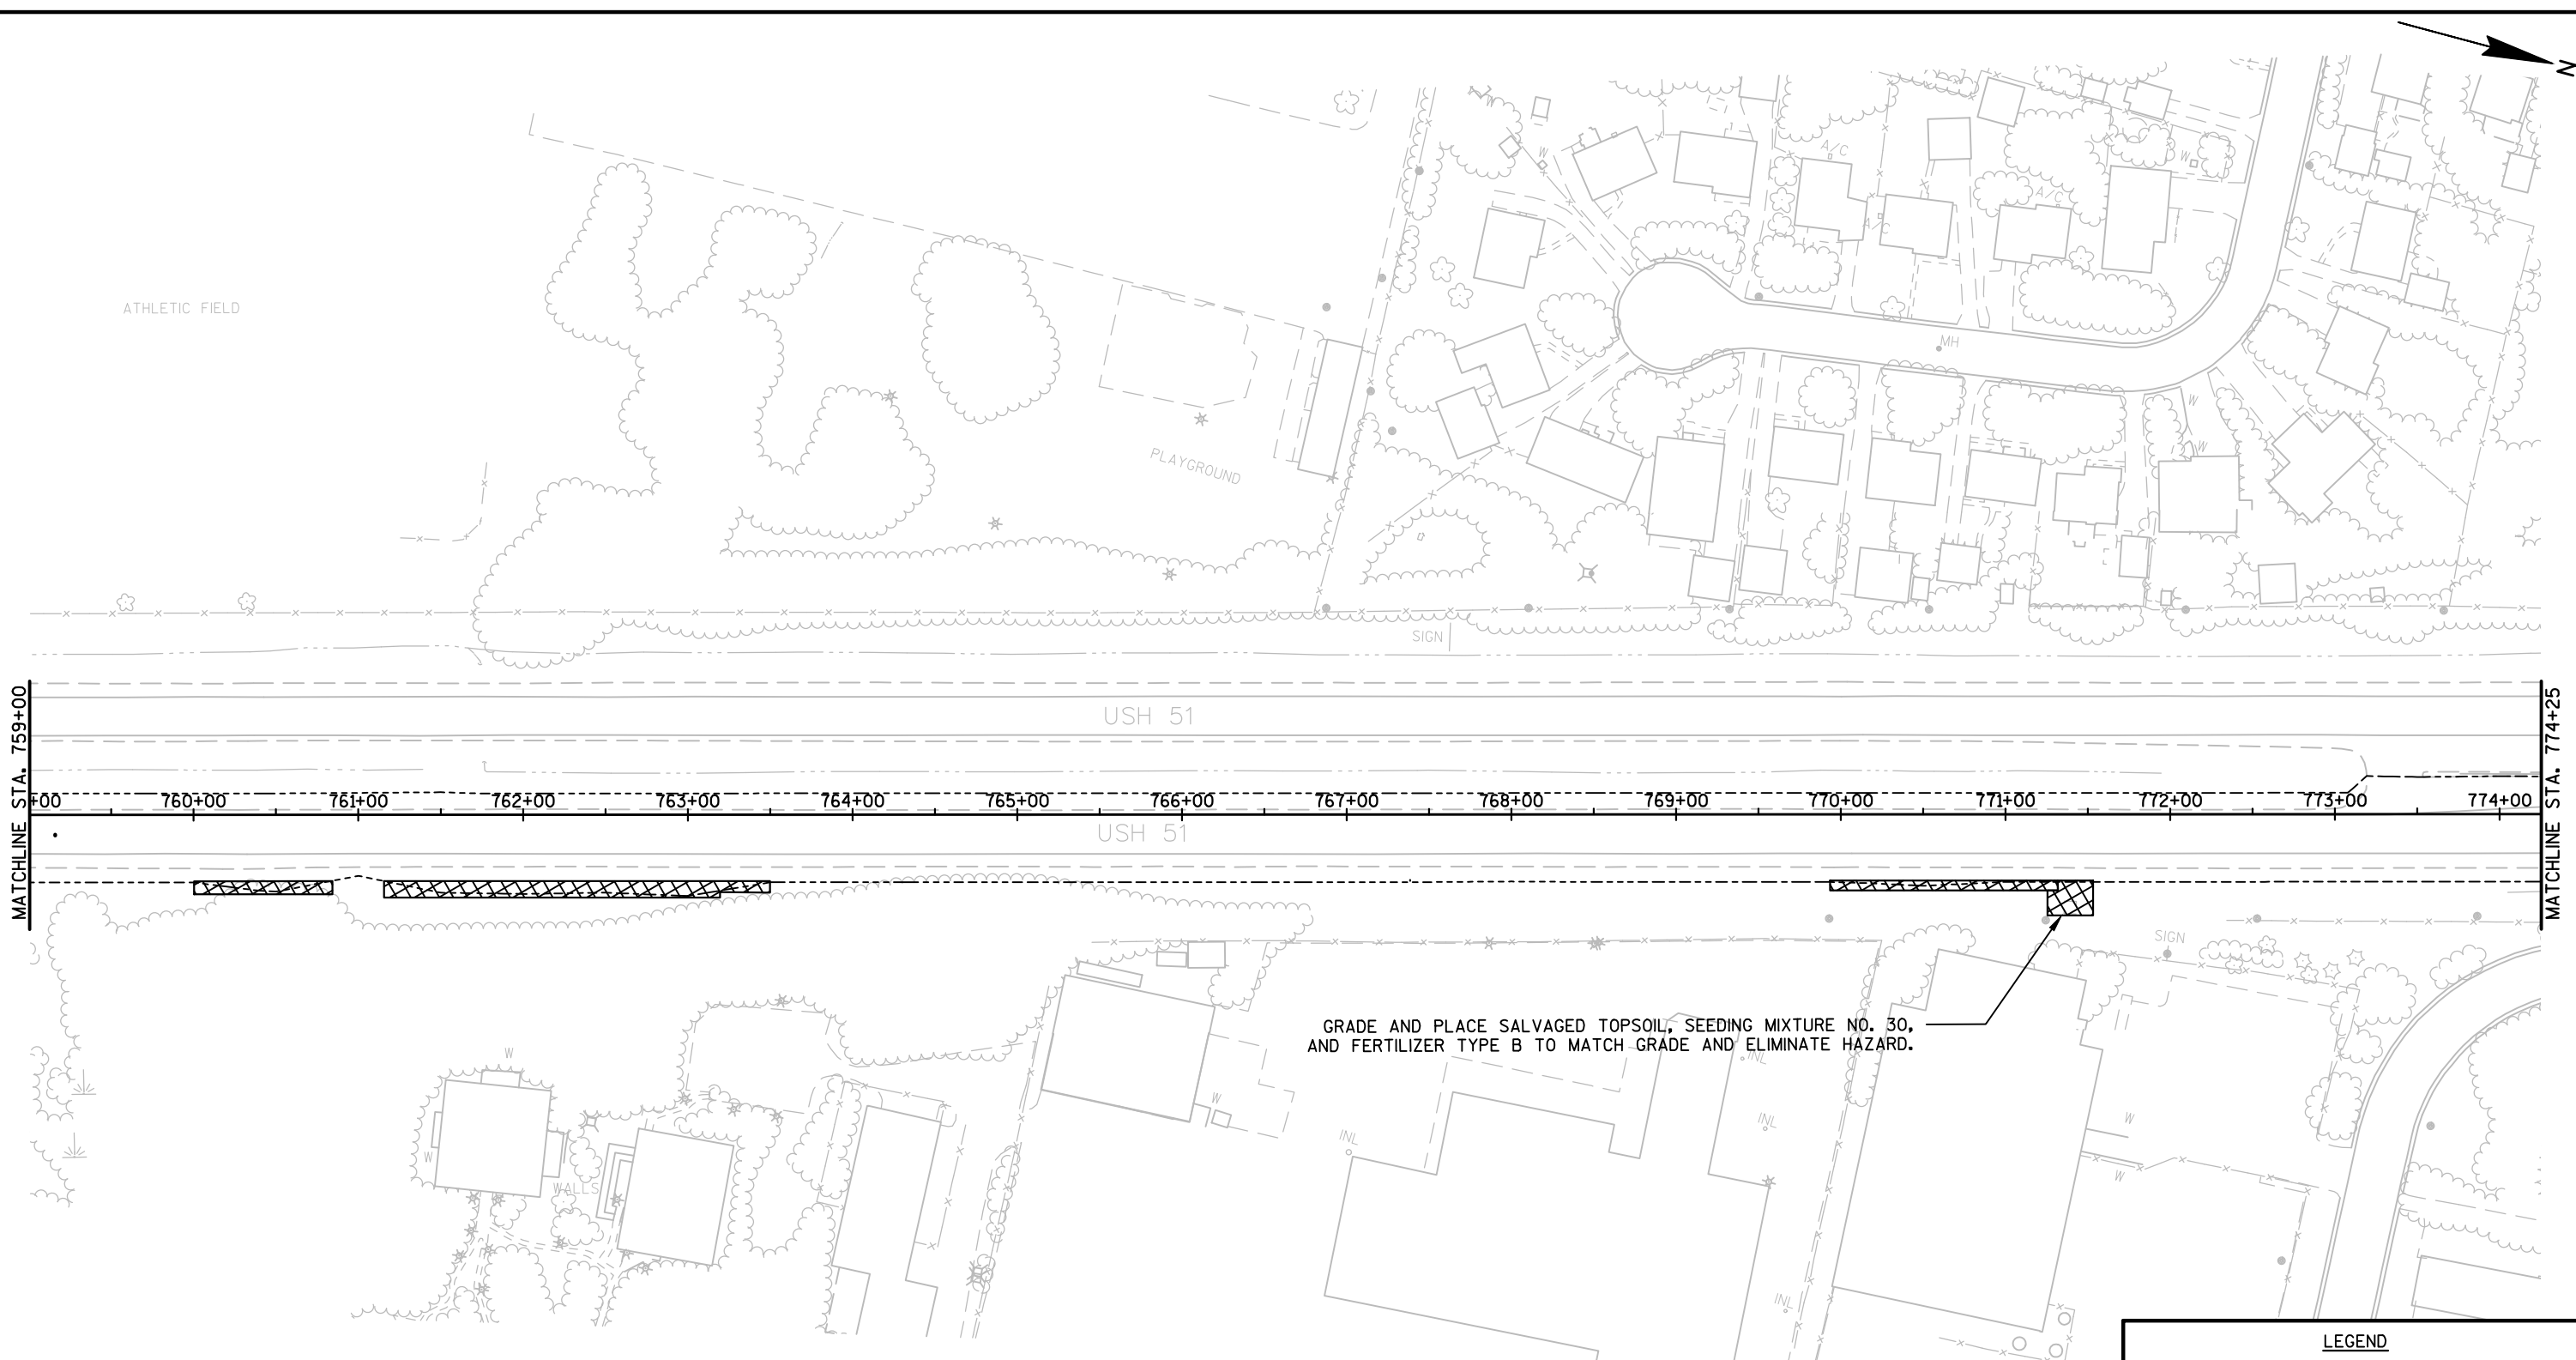 N
W
W
A/C
W
A/C
A/C
ATHLETIC FIELD
MH
W
W
PLAYGROUND
SIGN
MATCHLINE STA. 759+00
USH 51
MATCHLINE STA. 774+25
+00 760+00 761+00 762+00 763+00 764+00 765+00 766+00 767+00 768+00 769+00 770+00 771+00 772+00 773+00 774+00
USH 51
SIGN
GRADE AND PLACE SALVAGED TOPSOIL, SEEDING MIXTURE NO. 30,
AND FERTILIZER TYPE B TO MATCH GRADE AND ELIMINATE HAZARD.
W
INL
W
INL
INL
W
W
W
WALLS
INL
LEGEND